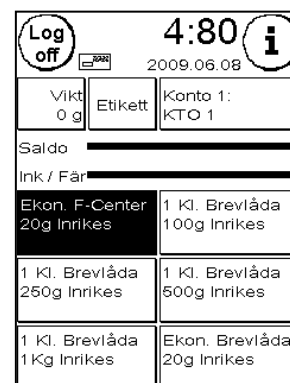 Log off
4:80
i
2009.06.08
Vikt
0 g
Etikett
Konto 1:
KTO 1
Saldo
Ink / Fär
Ekon. F-Center
20g Inrikes
1 Kl. Brevlåda
100g Inrikes
1 Kl. Brevlåda
250g Inrikes
1 Kl. Brevlåda
500g Inrikes
1 Kl. Brevlåda
1Kg Inrikes
Ekon. Brevlåda
20g Inrikes